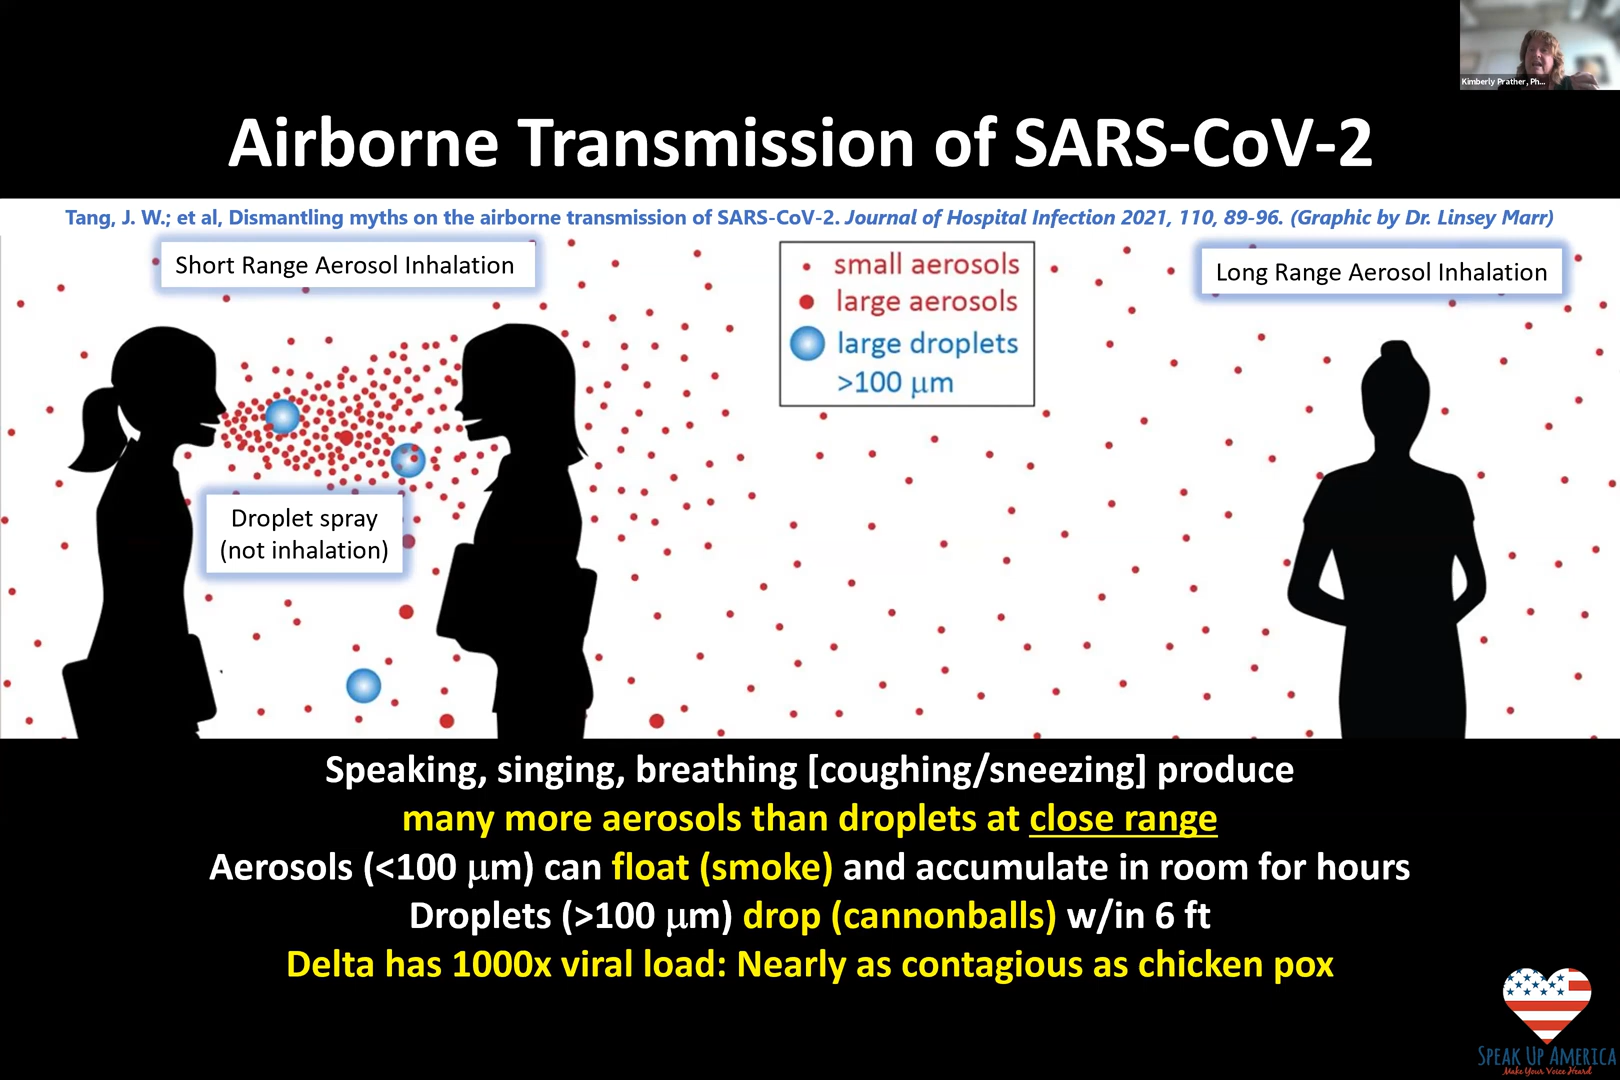 Kimberly Prather, Ph...
Airborne Transmission of SARS-CoV-2
Tang, J. W.; et al, Dismantling myths on the airborne transmission of SARS-CoV-2. Journal of Hospital Infection 2021, 110, 89-96. (Graphic by Dr. Linsey Marr)
Short Range Aerosol Inhalation
small aerosols
large aerosols
large droplets
>100 μm
Long Range Aerosol Inhalation
Droplet spray
(not inhalation)
Speaking, singing, breathing [coughing/sneezing] produce
many more aerosols than droplets at close range
Aerosols (<100 μm) can float (smoke) and accumulate in room for hours
Droplets (>100 μm) drop (cannonballs) w/in 6 ft
Delta has 1000x viral load: Nearly as contagious as chicken pox
SPEAK UP AMERICA
Make Your Voice Heard